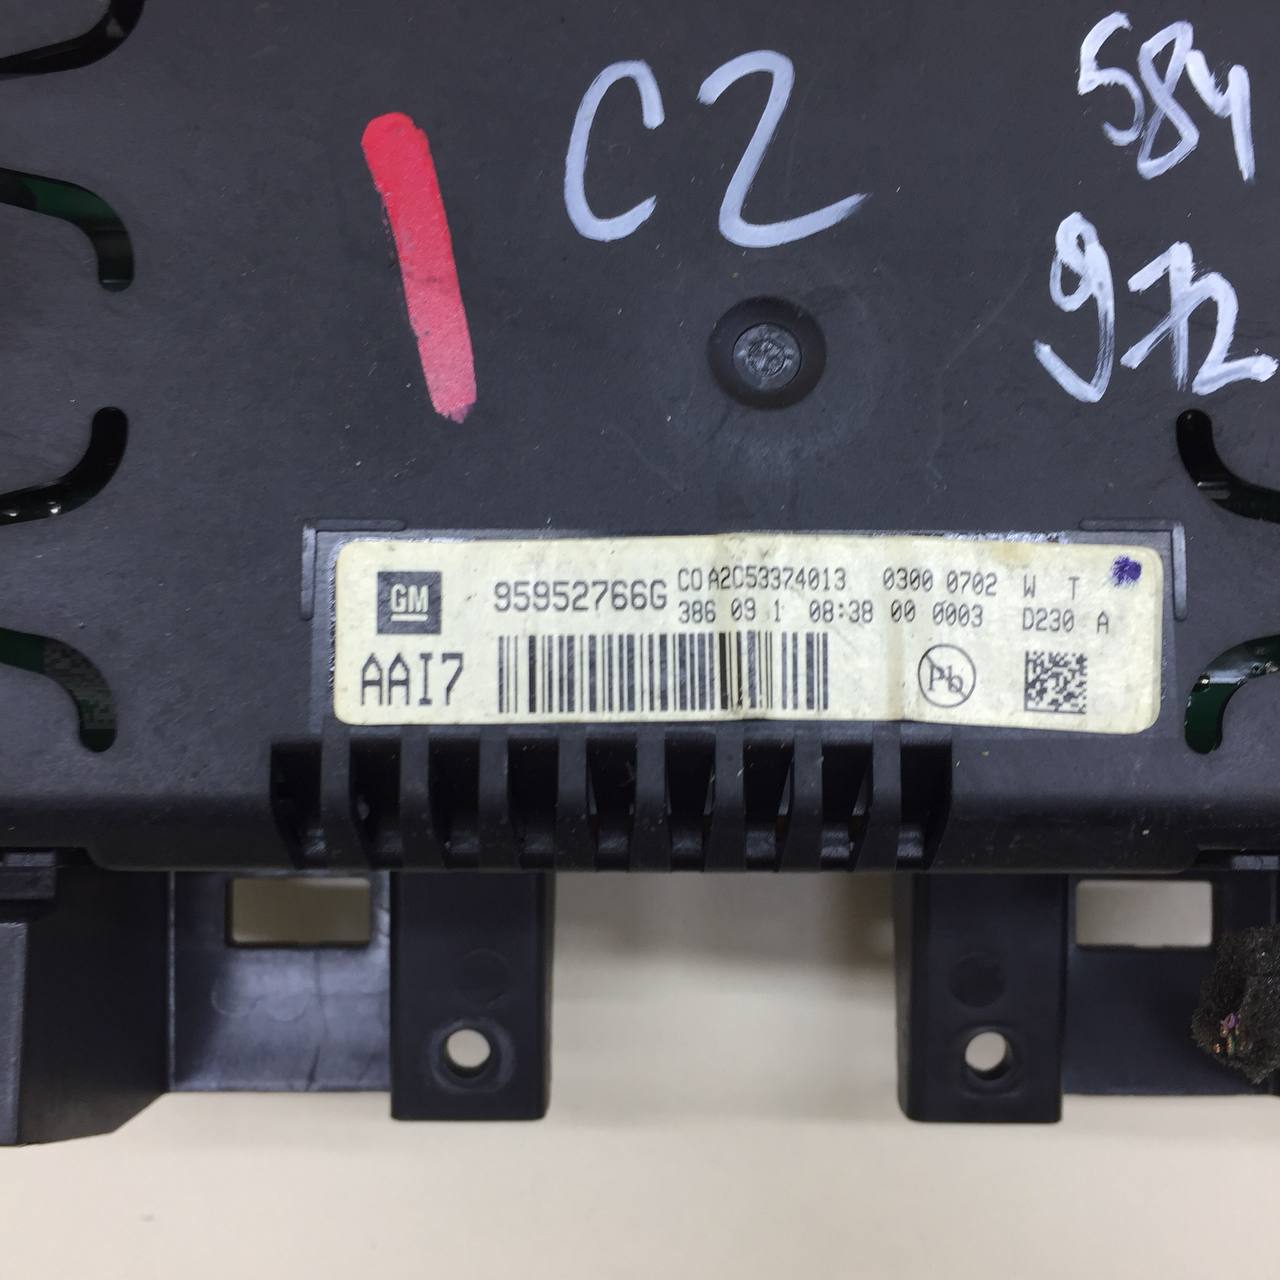 C2
584
972
GM
95952766G
CO A2C53374013 0300 0702 W T
386 09 1 08:38 00 0003 D230 A
AAI7
Pb